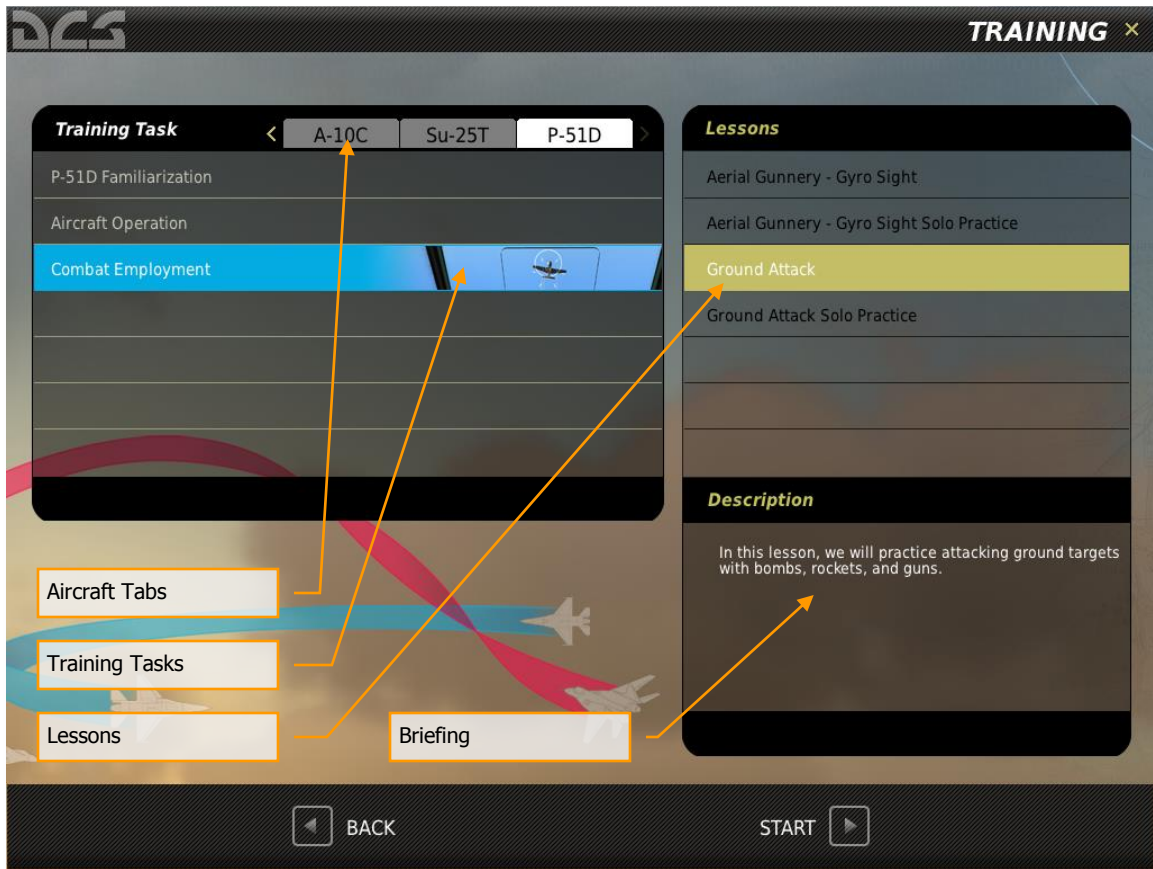 DCS
TRAINING ×
Training Task
A-10C
Su-25T
P-51D
P-51D Familiarization
Aircraft Operation
Combat Employment
Lessons
Aerial Gunnery - Gyro Sight
Aerial Gunnery - Gyro Sight Solo Practice
Ground Attack
Ground Attack Solo Practice
Description
In this lesson, we will practice attacking ground targets
with bombs, rockets, and guns.
Aircraft Tabs
Training Tasks
Lessons
Briefing
BACK
START